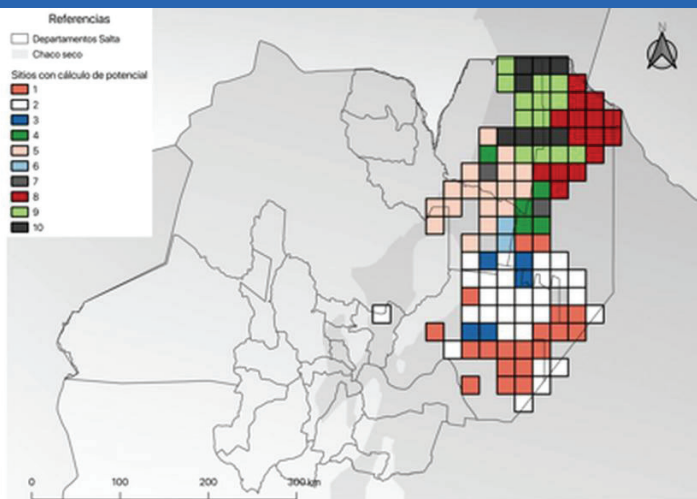 Referencias
Departamentos Salta
Chaco seco
Sitios con cálculo de potencial
1
2
3
4
5
6
7
8
9
10
N
0 100 200 300 km